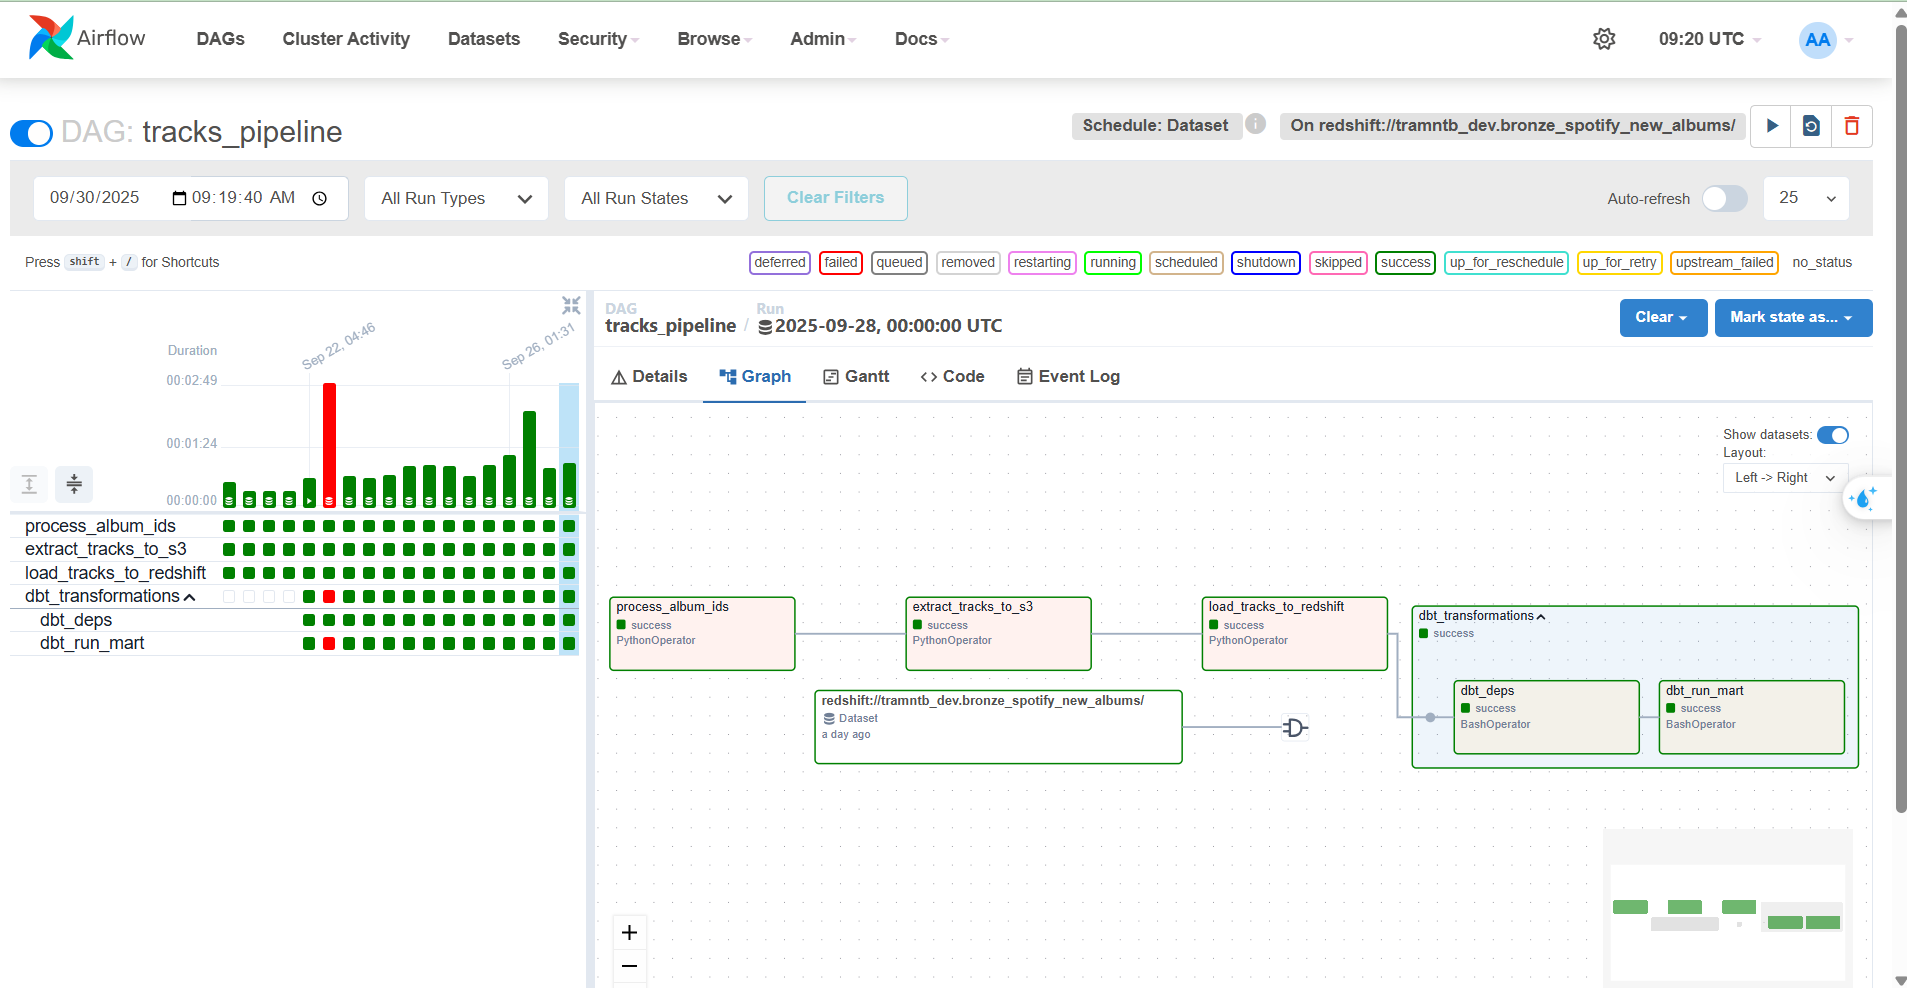 Airflow
DAGs Cluster Activity Datasets Security Browse Admin Docs 09:20 UTC AA
DAG: tracks_pipeline
Schedule: Dataset i On redshift://tramntb_dev.bronze_spotify_new_albums/
09/30/2025 09:19:40 AM All Run Types All Run States Clear Filters Auto-refresh 25
Press shift + / for Shortcuts
deferred failed queued removed restarting running scheduled shutdown skipped success up_for_reschedule up_for_retry upstream_failed no_status
Sep 22, 04:46
Sep 26, 01:31
Duration
00:02:49
00:01:24
00:00:00
process_album_ids
extract_tracks_to_s3
load_tracks_to_redshift
dbt_transformations
dbt_deps
dbt_run_mart
DAG Run
tracks_pipeline / 2025-09-28, 00:00:00 UTC
Clear Mark state as...
Details Graph Gantt <> Code Event Log
Show datasets:
Layout:
Left -> Right
process_album_ids
success
PythonOperator
extract_tracks_to_s3
success
PythonOperator
load_tracks_to_redshift
success
PythonOperator
dbt_transformations
success
dbt_deps
success
BashOperator
dbt_run_mart
success
BashOperator
redshift://tramntb_dev.bronze_spotify_new_albums/
Dataset
a day ago
+
−